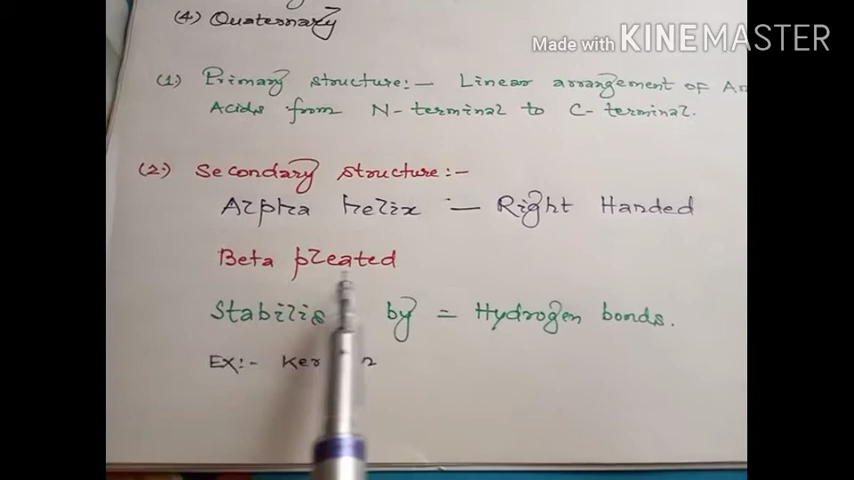 (4) Quaternary
Made with KINEMASTER
(1.) Primary structure:- Linear arrangement of
Acids from N-terminal to C-terminal.
(2.) Secondary structure:-
Alpha helix :- Right Handed
Beta pleated
by = Hydrogen bonds.
Ex:-